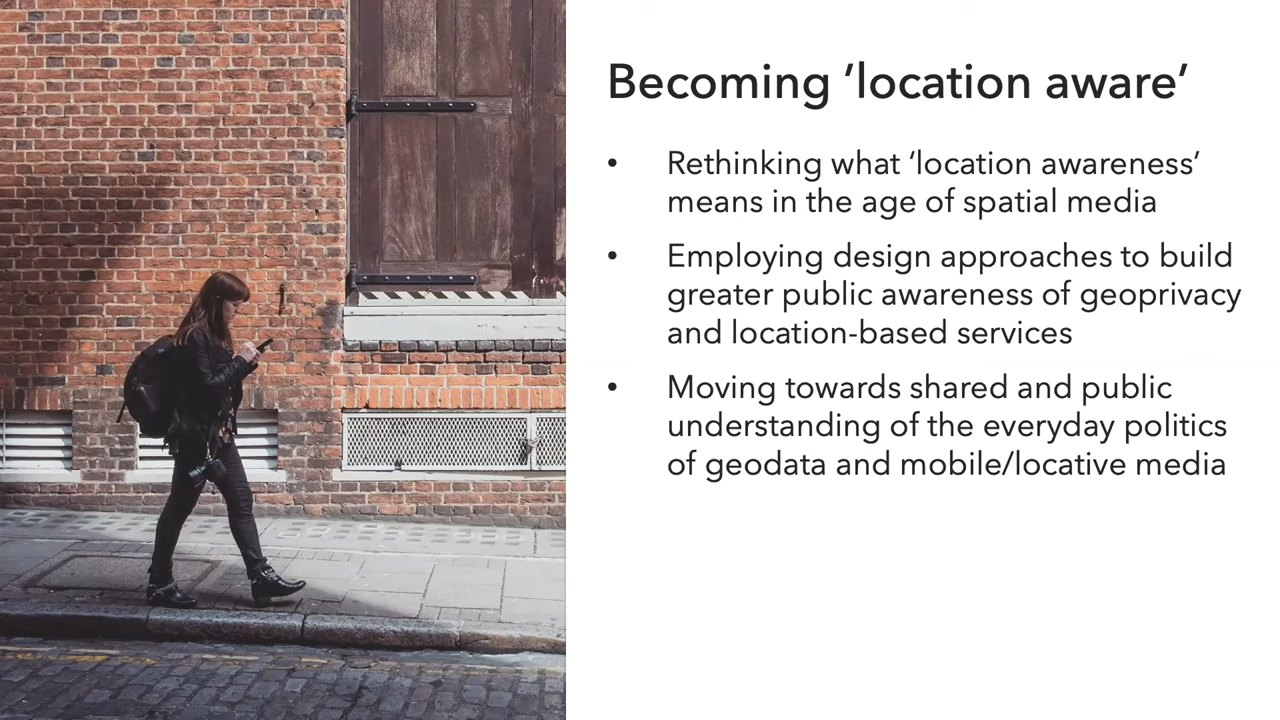 Becoming ’location aware’
• Rethinking what ‘location awareness’
means in the age of spatial media
• Employing design approaches to build
greater public awareness of geoprivacy
and location-based services
• Moving towards shared and public
understanding of the everyday politics
of geodata and mobile/locative media